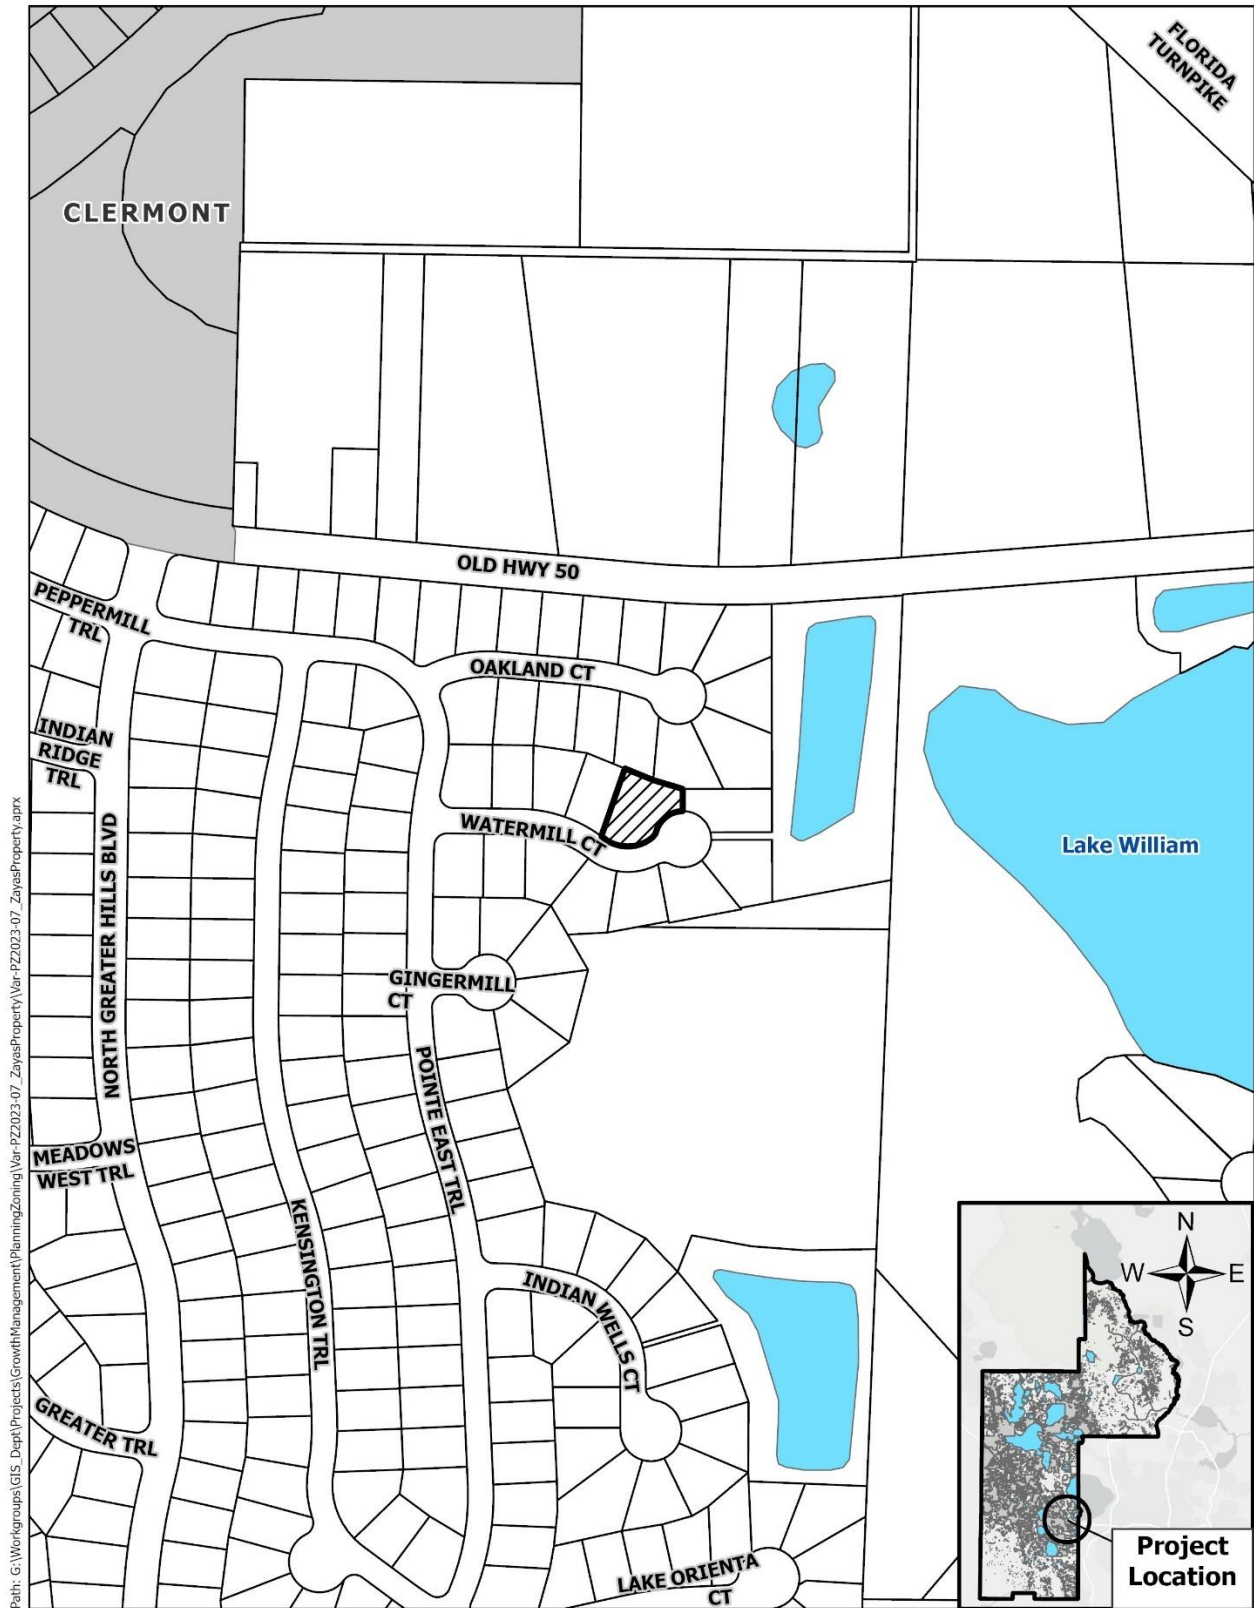 FLORIDA
TURNPIKE
CLERMONT
OLD HWY 50
PEPPERMILL
TRL
OAKLAND CT
INDIAN
RIDGE
TRL
WATERMILL CT
Lake William
NORTH GREATER HILLS BLVD
GINGERMILL
CT
POINTE EAST TRL
MEADOWS
WEST TRL
KENSINGTON TRL
INDIAN WELLS CT
GREATER TRL
LAKE ORIENTA
CT
N
W
E
S
Project
Location
Path: G:\Workgroups\GIS_Dept\Projects\GrowthManagement\PlanningZoning\Var-PZ2023-07_ZayasProperty\Var-PZ2023-07_ZayasProperty.aprx